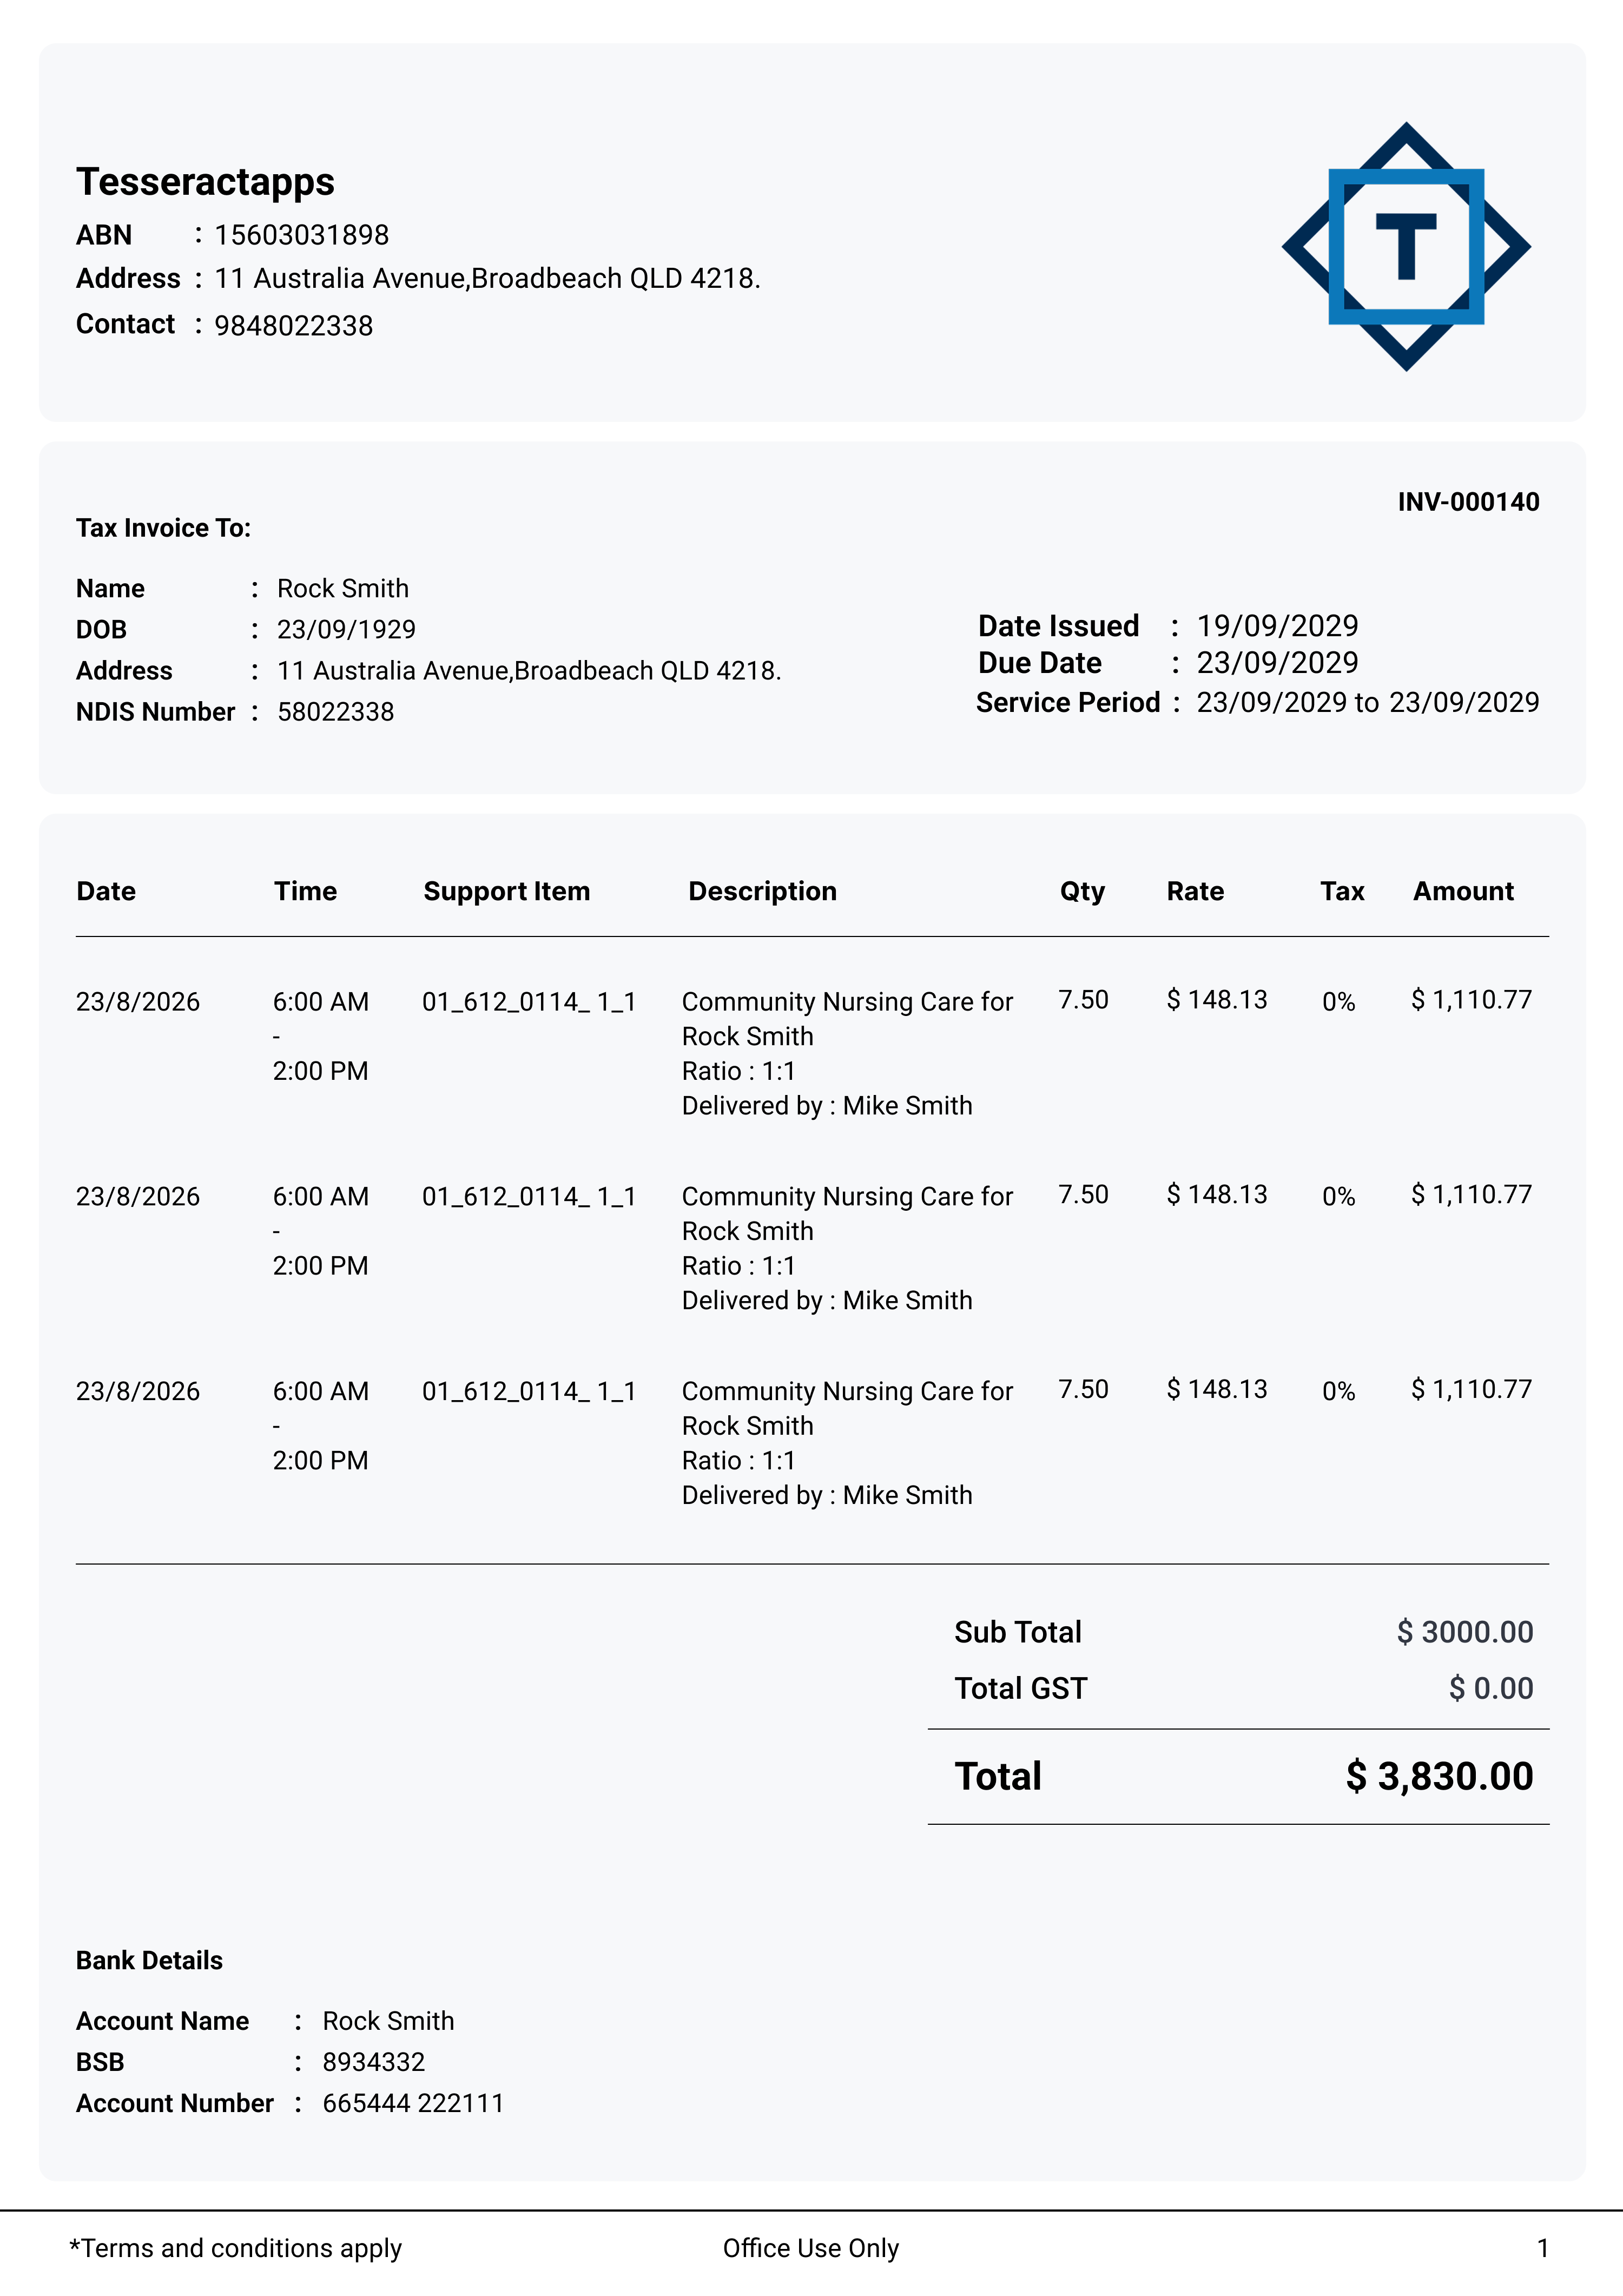 Tesseractapps
ABN : 15603031898
Address : 11 Australia Avenue,Broadbeach QLD 4218.
Contact : 9848022338
T
INV-000140
Tax Invoice To:
Name : Rock Smith
DOB : 23/09/1929
Address : 11 Australia Avenue,Broadbeach QLD 4218.
NDIS Number : 58022338
Date Issued : 19/09/2029
Due Date : 23/09/2029
Service Period : 23/09/2029 to 23/09/2029
Date Time Support Item Description Qty Rate Tax Amount
23/8/2026 6:00 AM 01_612_0114_ 1_1 Community Nursing Care for 7.50 $ 148.13 0% $ 1,110.77
- Rock Smith
2:00 PM Ratio : 1:1
Delivered by : Mike Smith
23/8/2026 6:00 AM 01_612_0114_ 1_1 Community Nursing Care for 7.50 $ 148.13 0% $ 1,110.77
- Rock Smith
2:00 PM Ratio : 1:1
Delivered by : Mike Smith
23/8/2026 6:00 AM 01_612_0114_ 1_1 Community Nursing Care for 7.50 $ 148.13 0% $ 1,110.77
- Rock Smith
2:00 PM Ratio : 1:1
Delivered by : Mike Smith
Sub Total $ 3000.00
Total GST $ 0.00
Total $ 3,830.00
Bank Details
Account Name : Rock Smith
BSB : 8934332
Account Number : 665444 222111
*Terms and conditions apply Office Use Only 1